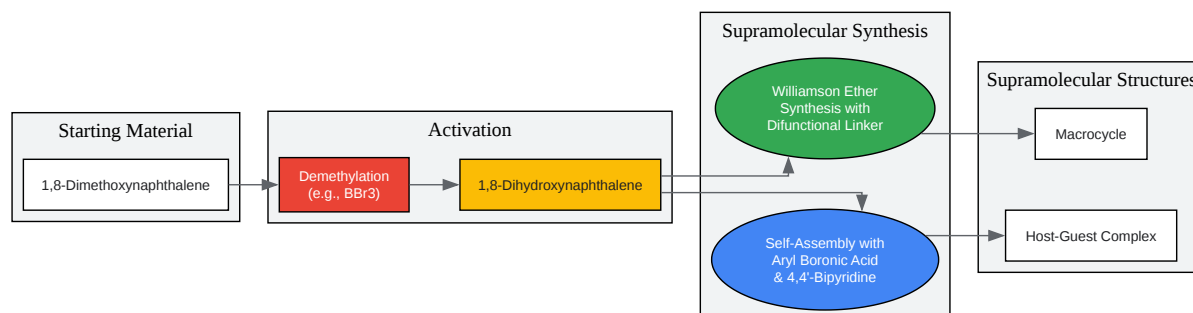 Starting Material
1,8-Dimethoxynaphthalene
Activation
Demethylation
(e.g., BBr3)
1,8-Dihydroxynaphthalene
Supramolecular Synthesis
Williamson Ether
Synthesis with
Difunctional Linker
Self-Assembly with
Aryl Boronic Acid
& 4,4'-Bipyridine
Supramolecular Structures
Macrocycle
Host-Guest Complex